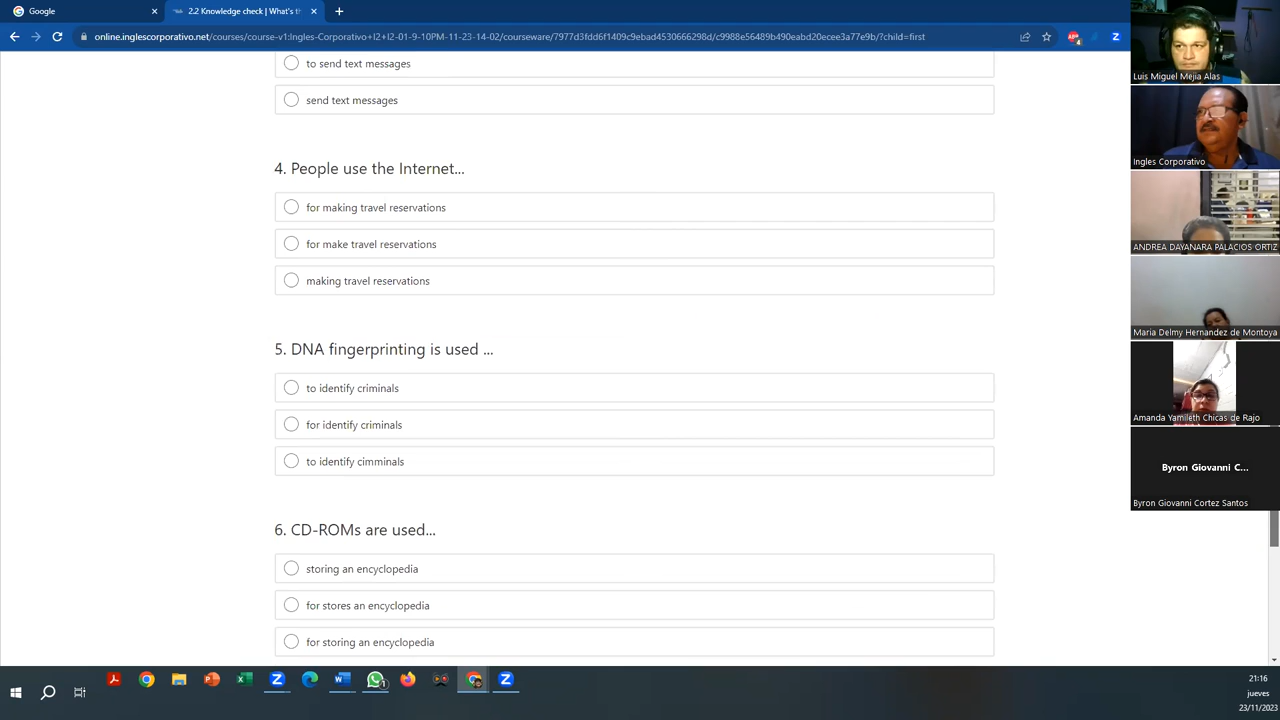 Google
2.2 Knowledge check | What's th
online.inglescorporativo.net/courses/course-v1:Ingles-Corporativo+I2+I2-01-9-10PM-11-23-14-02/courseware/7977d3fdd6f1409c9ebad4530666298d/c9988e56489b490eabd20ecee3a77e9b/?child=first
to send text messages
send text messages
4. People use the Internet...
for making travel reservations
for make travel reservations
making travel reservations
5. DNA fingerprinting is used ...
to identify criminals
for identify criminals
to identify cimminals
6. CD-ROMs are used...
storing an encyclopedia
for stores an encyclopedia
for storing an encyclopedia
Luis Miguel Mejia Alas
Ingles Corporativo
ANDREA DAYANARA PALACIOS ORTIZ
Maria Delmy Hernandez de Montoya
Amanda Yamileth Chicas de Rajo
Byron Giovanni C...
Byron Giovanni Cortez Santos
21:16
jueves
23/11/2023